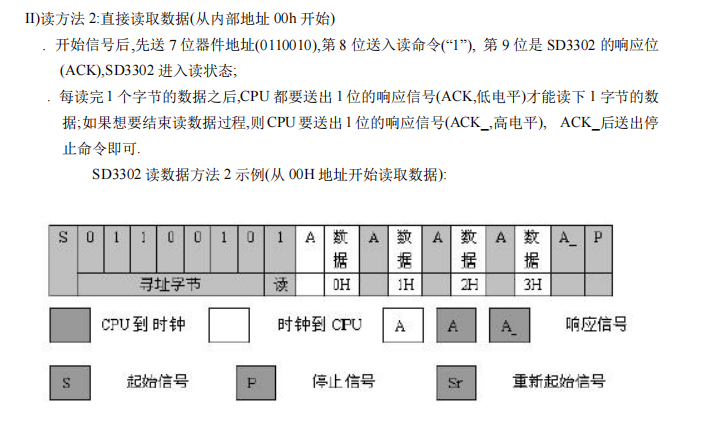 II)读方法 2:直接读取数据(从内部地址 00h 开始)
. 开始信号后,先送 7 位器件地址(0110010),第 8 位送入读命令(“1”), 第 9 位是 SD3302 的响应位
(ACK),SD3302 进入读状态;
. 每读完 1 个字节的数据之后,CPU 都要送出 1 位的响应信号(ACK,低电平)才能读下 1 字节的数
据;如果想要结束读数据过程,则 CPU 要送出 1 位的响应信号(ACK_,高电平), ACK_后送出停
止命令即可.
SD3302 读数据方法 2 示例(从 00H 地址开始读取数据):
S 0 1 1 0 0 1 0 1 A 数据 A 数据 A 数据 A 数据 A_ P
寻址字节 读 0H 1H 2H 3H
CPU 到 时钟 时钟到 CPU A A A_ 响应信号
S 起始信号 P 停止信号 Sr 重新起始信号